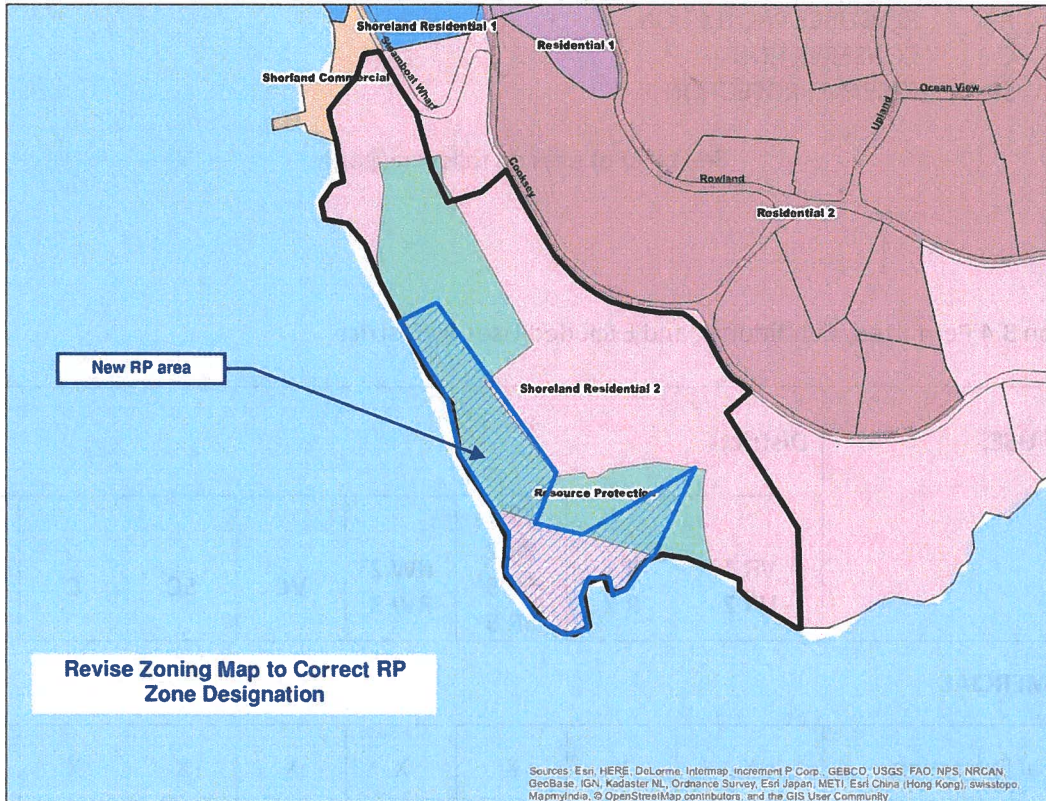 Shoreland Residential 1
Residential 1
Shorfand Commercial
Swamboat Wharf
Ocean View
Upland
Cooksey
Rowland
Residential 2
New RP area
Shoreland Residential 2
Resource Protection
Revise Zoning Map to Correct RP
Zone Designation
Sources: Esri, HERE, DeLorme, Intermap, increment P Corp., GEBCO, USGS, FAO, NPS, NRCAN,
GeoBase, IGN, Kadaster NL, Ordnance Survey, Esri Japan, METI, Esri China (Hong Kong), swisstopo,
MapmyIndia, © OpenStreetMap contributors, and the GIS User Community